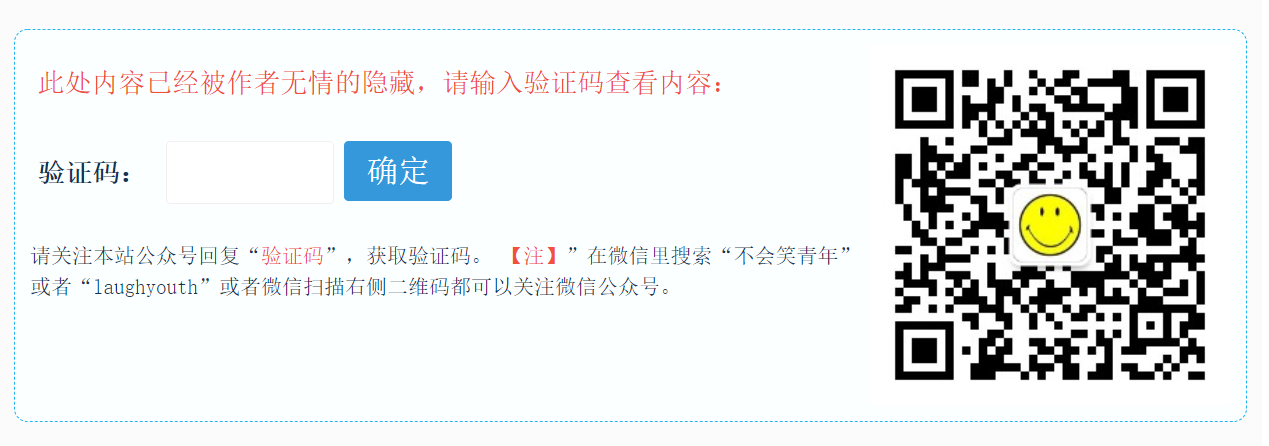 此处内容已经被作者无情的隐藏，请输入验证码查看内容：
验证码：
确定
请关注本站公众号回复“验证码”，获取验证码。 【注】”在微信里搜索“不会笑青年”
或者“laughyouth”或者微信扫描右侧二维码都可以关注微信公众号。